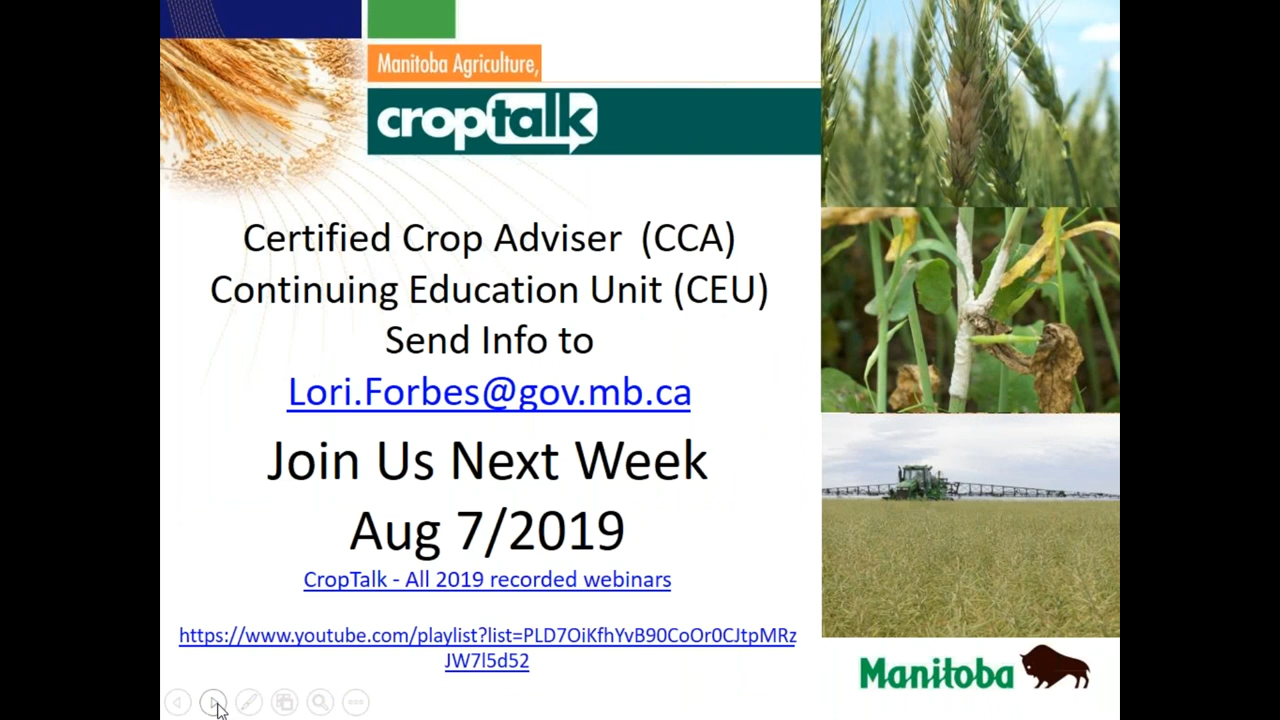 Manitoba Agriculture,
croptalk
Certified Crop Adviser (CCA)
Continuing Education Unit (CEU)
Send Info to
Lori.Forbes@gov.mb.ca
Join Us Next Week
Aug 7/2019
CropTalk - All 2019 recorded webinars
https://www.youtube.com/playlist?list=PLD7OiKfhYvB90CoOr0CJtpMRz
JW7l5d52
Manitoba